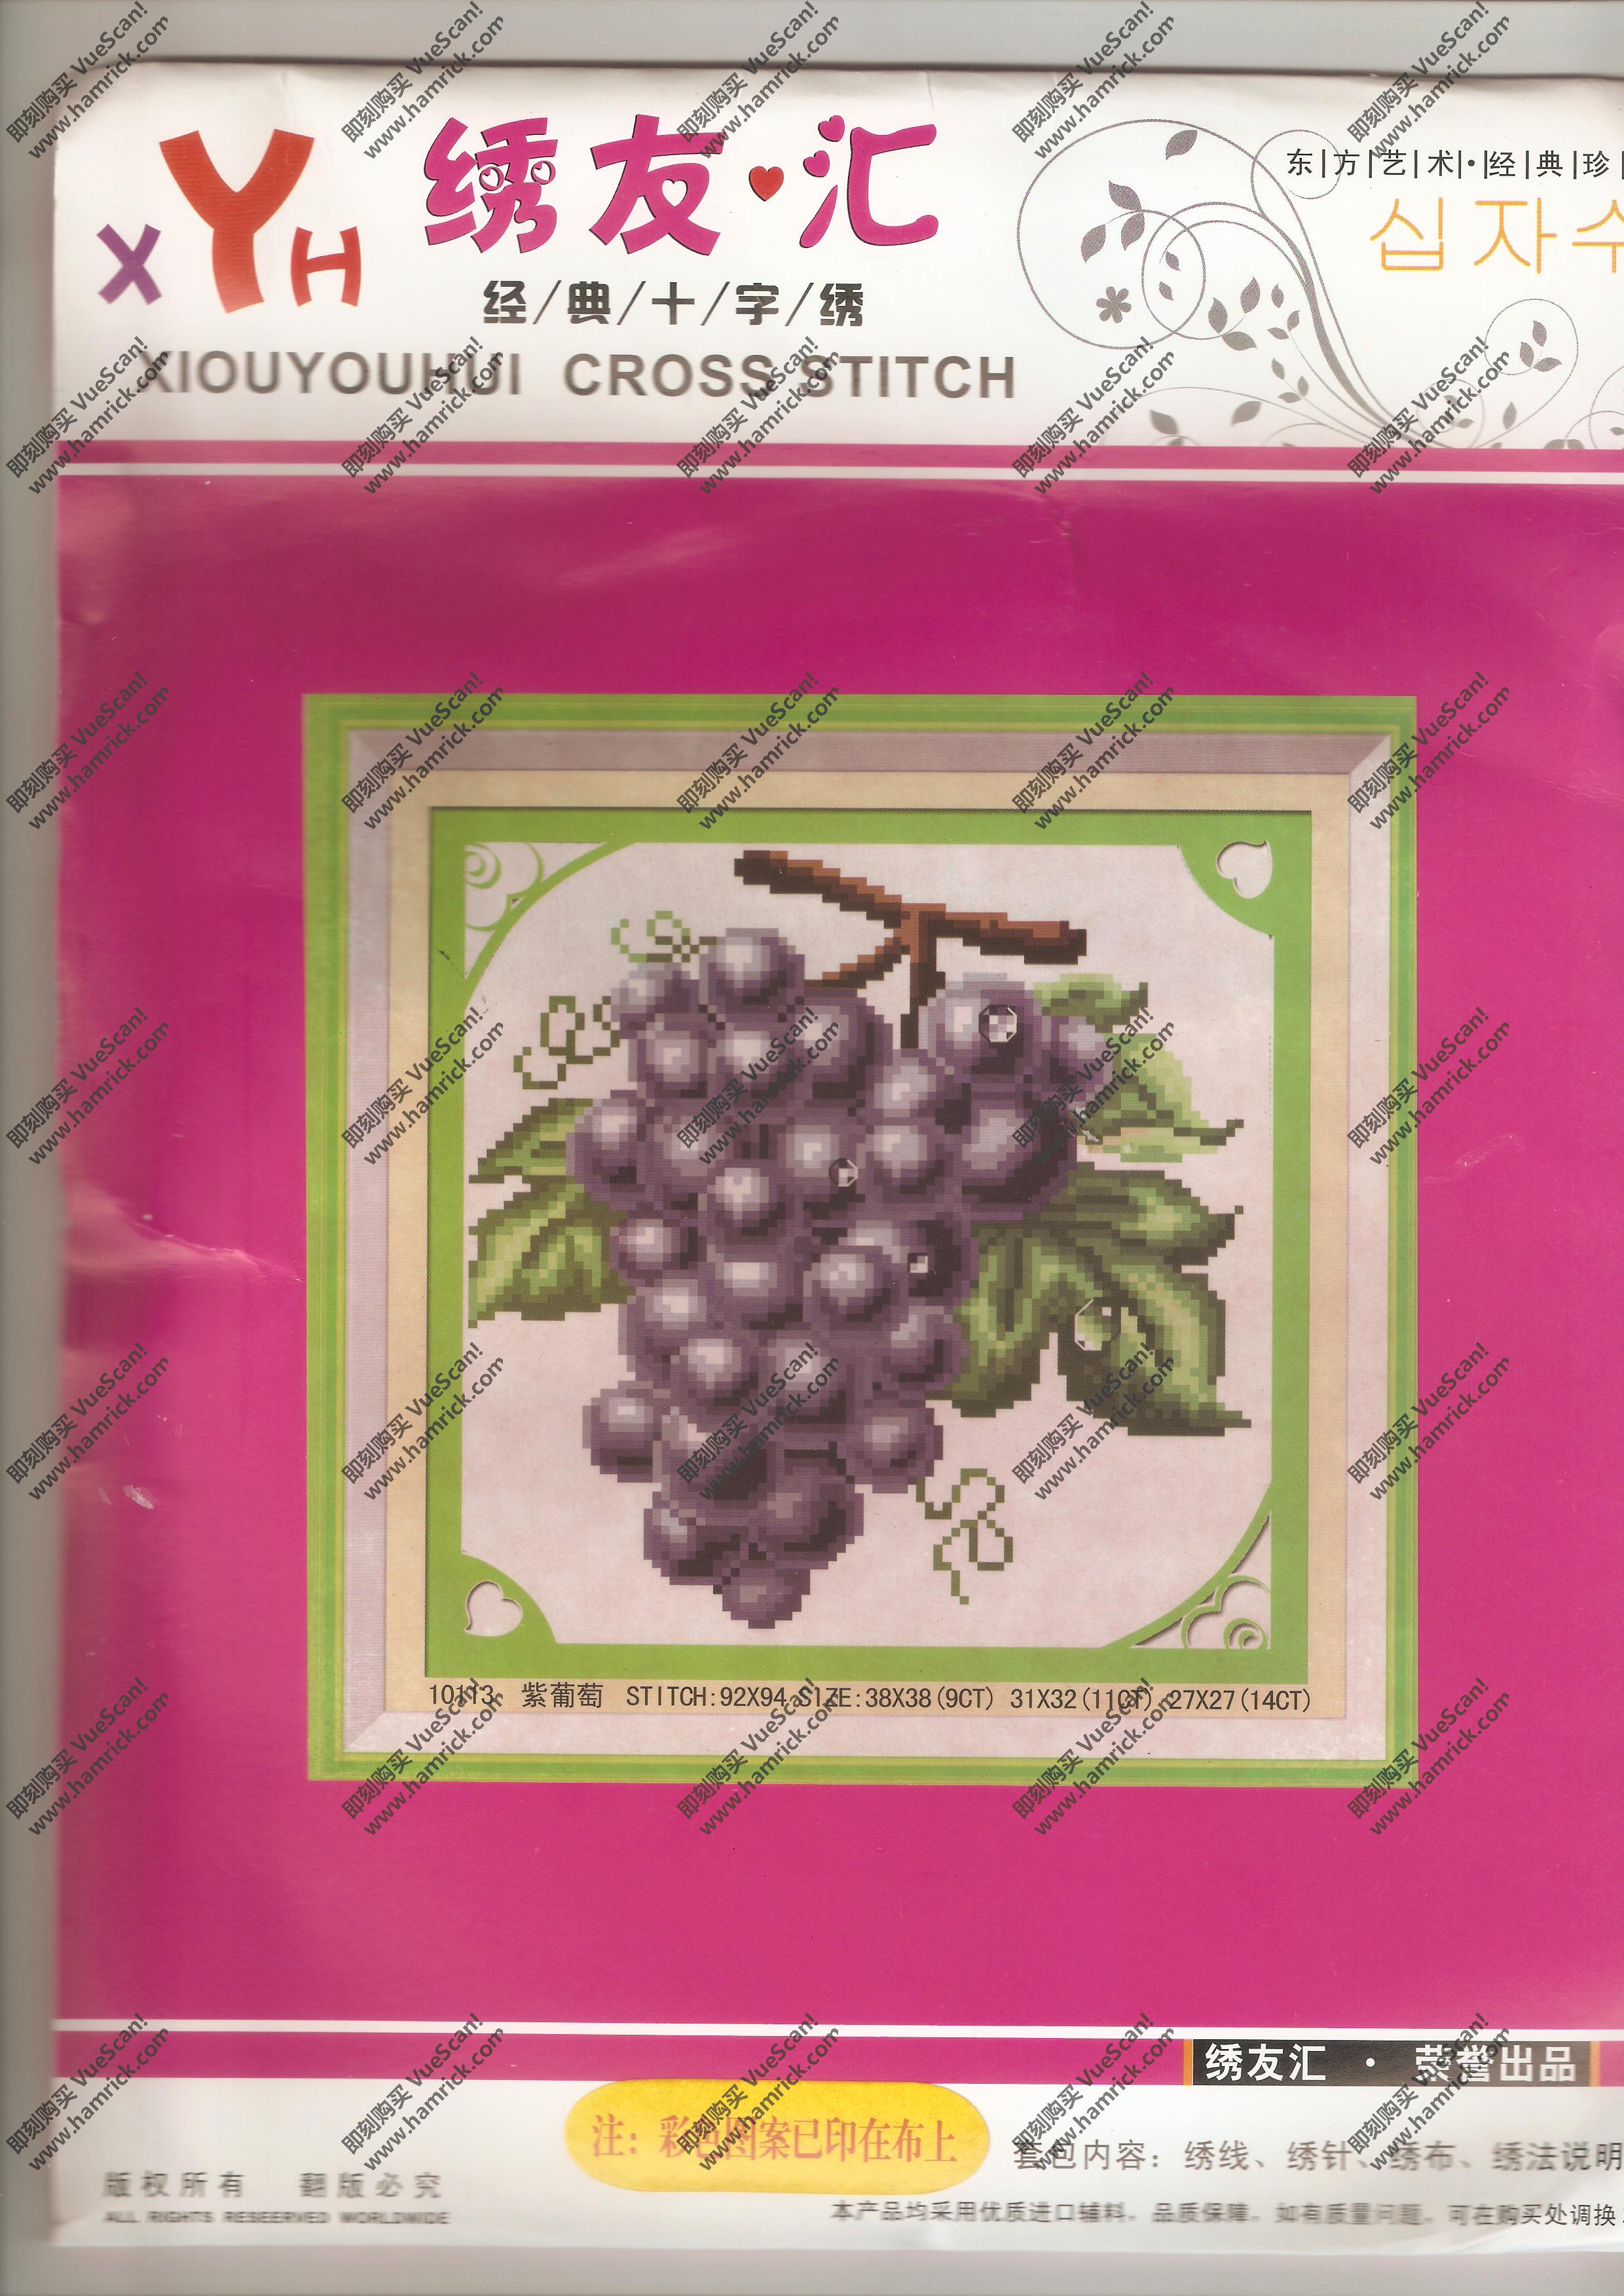 XYH
绣友·汇
东|方|艺|术|·|经|典|珍|
십자수
经/典/十/字/绣
XIOUYOUHUI CROSS STITCH
10113 紫葡萄 STITCH:92X94 SIZE:38X38(9CT) 31X32(11CT) 27X27(14CT)
绣友汇 · 荣誉出品
注：彩色图案已印在布上
套包内容：绣线、绣针、绣布、绣法说明
版权所有 翻版必究
ALL RIGHTS RESEERVED WORLDWIDE
本产品均采用优质进口辅料。品质保障。如有质量问题。可在购买处调换
即刻购买 VueScan!
www.hamrick.com